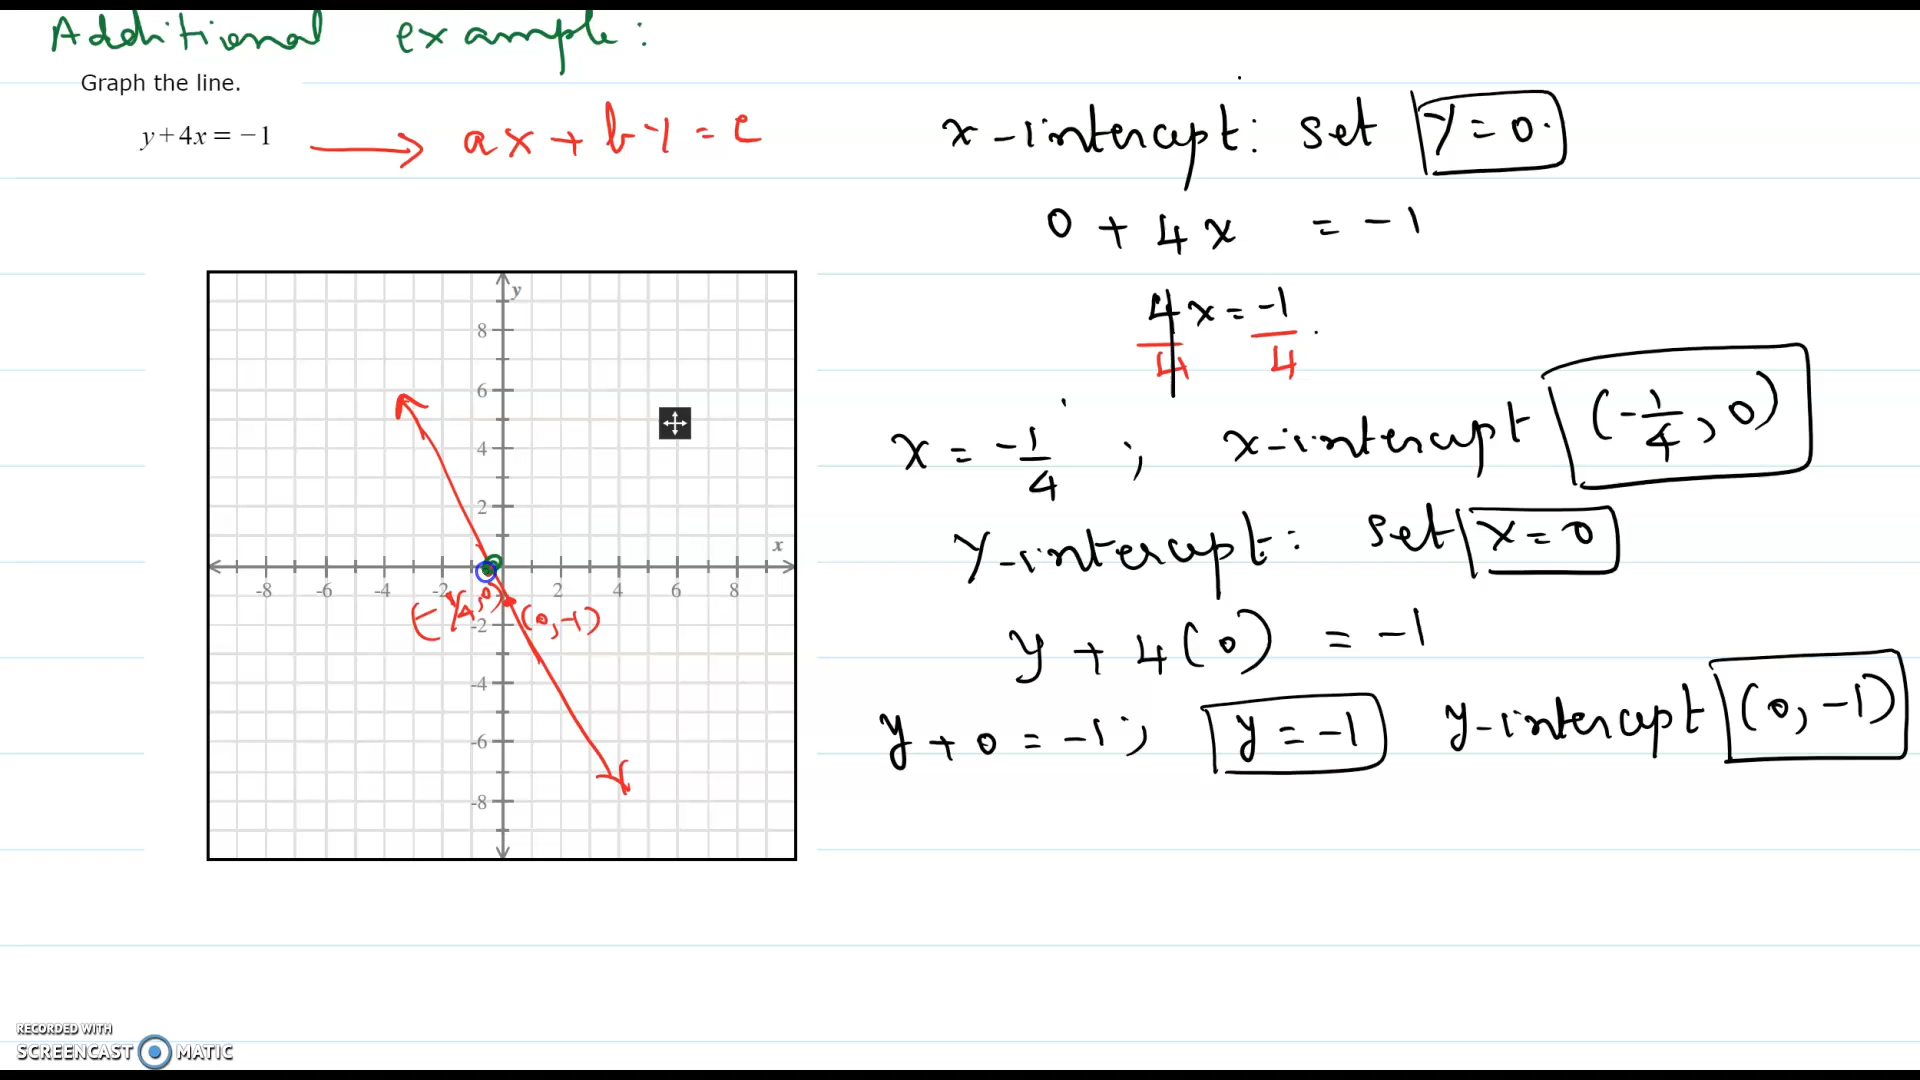 Additional example:
Graph the line.
y+4x = −1 → ax + by = c
x-intercept: set y = 0.
0 + 4x = -1
4x = -1
4 4
x = -1/4 ; x-intercept (-1/4, 0)
y-intercept: set x = 0
y + 4(0) = -1
y + 0 = -1; y = -1 y-intercept (0, -1)
y
8
6
4
2
x
-8 -6 -4 -2 2 4 6 8
(-1/4, 0) (0, -1)
-2
-4
-6
-8
RECORDED WITH
SCREENCAST MATIC